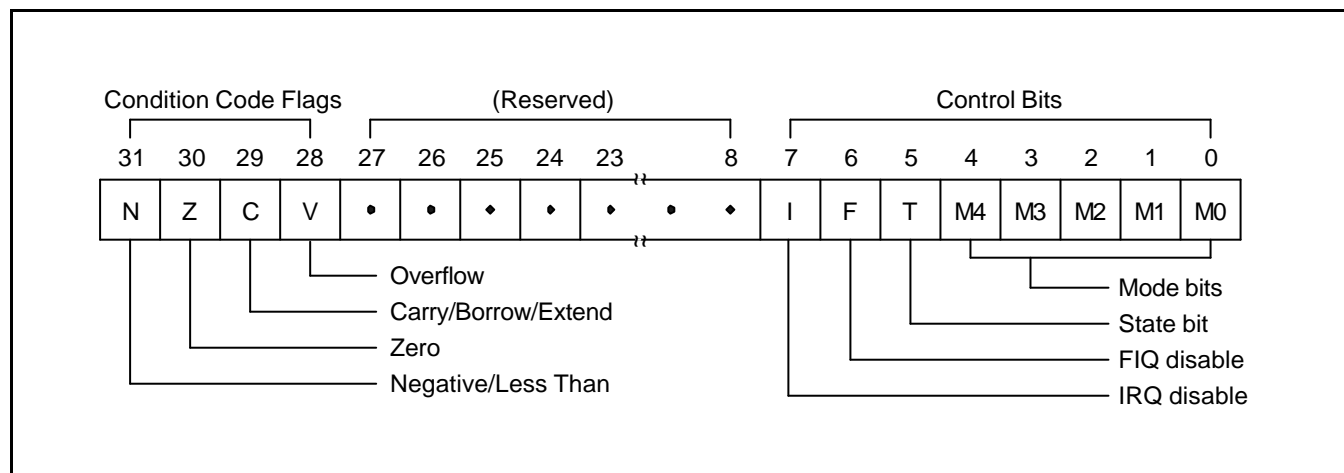 Condition Code Flags (Reserved) Control Bits
31 30 29 28 27 26 25 24 23 8 7 6 5 4 3 2 1 0
N Z C V • • • • • • • I F T M4 M3 M2 M1 M0
Overflow
Carry/Borrow/Extend
Zero
Negative/Less Than
Mode bits
State bit
FIQ disable
IRQ disable